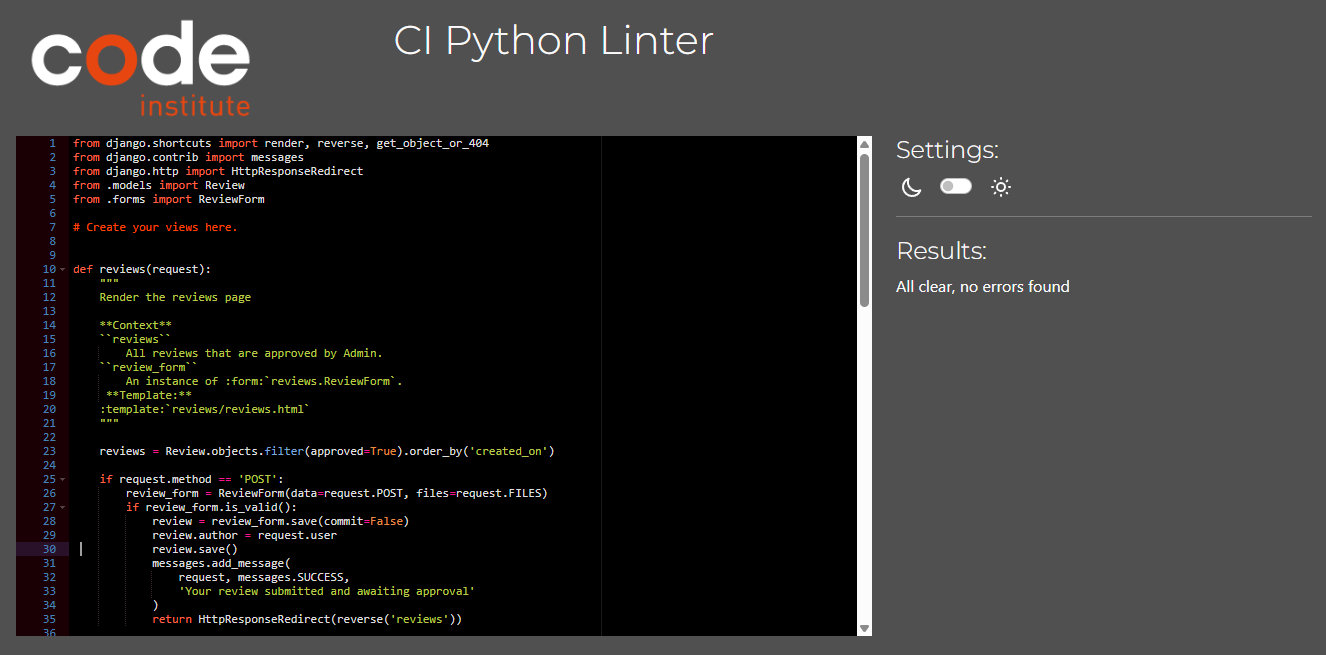 code
institute
CI Python Linter
1 from django.shortcuts import render, reverse, get_object_or_404
2 from django.contrib import messages
3 from django.http import HttpResponseRedirect
4 from .models import Review
5 from .forms import ReviewForm
6
7 # Create your views here.
8
9
10 def reviews(request):
11     """
12     Render the reviews page
13
14     **Context**
15     ``reviews``
16         All reviews that are approved by Admin.
17     ``review_form``
18         An instance of :form:`reviews.ReviewForm`.
19      **Template:**
20     :template:`reviews/reviews.html`
21     """
22
23     reviews = Review.objects.filter(approved=True).order_by('created_on')
24
25     if request.method == 'POST':
26         review_form = ReviewForm(data=request.POST, files=request.FILES)
27         if review_form.is_valid():
28             review = review_form.save(commit=False)
29             review.author = request.user
30             review.save()
31             messages.add_message(
32                 request, messages.SUCCESS,
33                 'Your review submitted and awaiting approval'
34             )
35             return HttpResponseRedirect(reverse('reviews'))
36
Settings:
Results:
All clear, no errors found